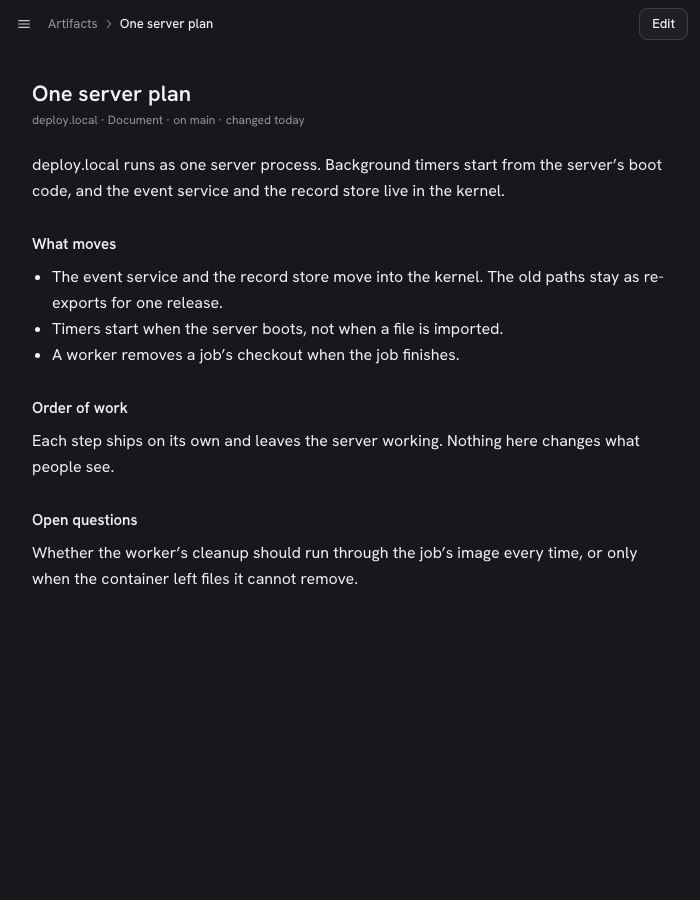 Artifacts > One server plan
Edit
One server plan
deploy.local · Document · on main · changed today
deploy.local runs as one server process. Background timers start from the server’s boot
code, and the event service and the record store live in the kernel.
What moves
• The event service and the record store move into the kernel. The old paths stay as re-
exports for one release.
• Timers start when the server boots, not when a file is imported.
• A worker removes a job’s checkout when the job finishes.
Order of work
Each step ships on its own and leaves the server working. Nothing here changes what
people see.
Open questions
Whether the worker’s cleanup should run through the job’s image every time, or only
when the container left files it cannot remove.